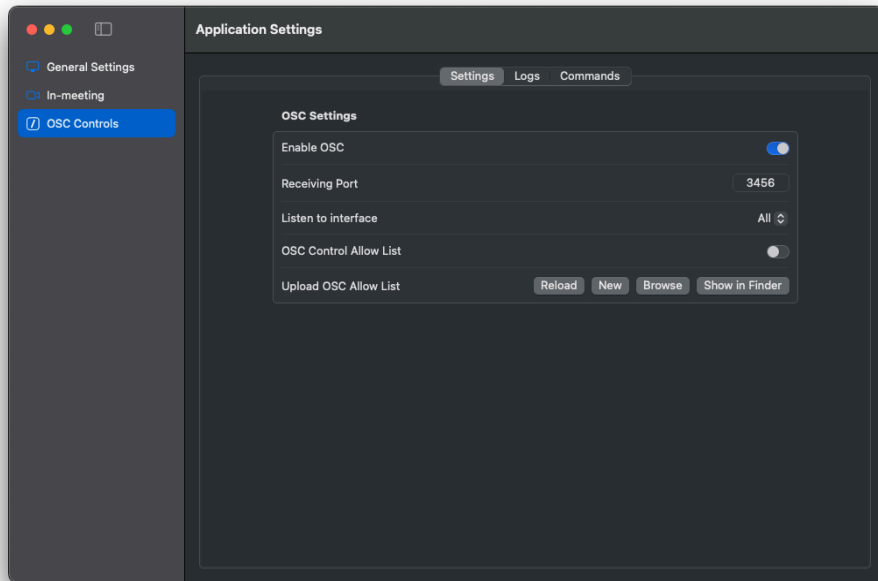 Application Settings
General Settings
In-meeting
OSC Controls
Settings Logs Commands
OSC Settings
Enable OSC
Receiving Port 3456
Listen to interface All
OSC Control Allow List
Upload OSC Allow List Reload New Browse Show in Finder